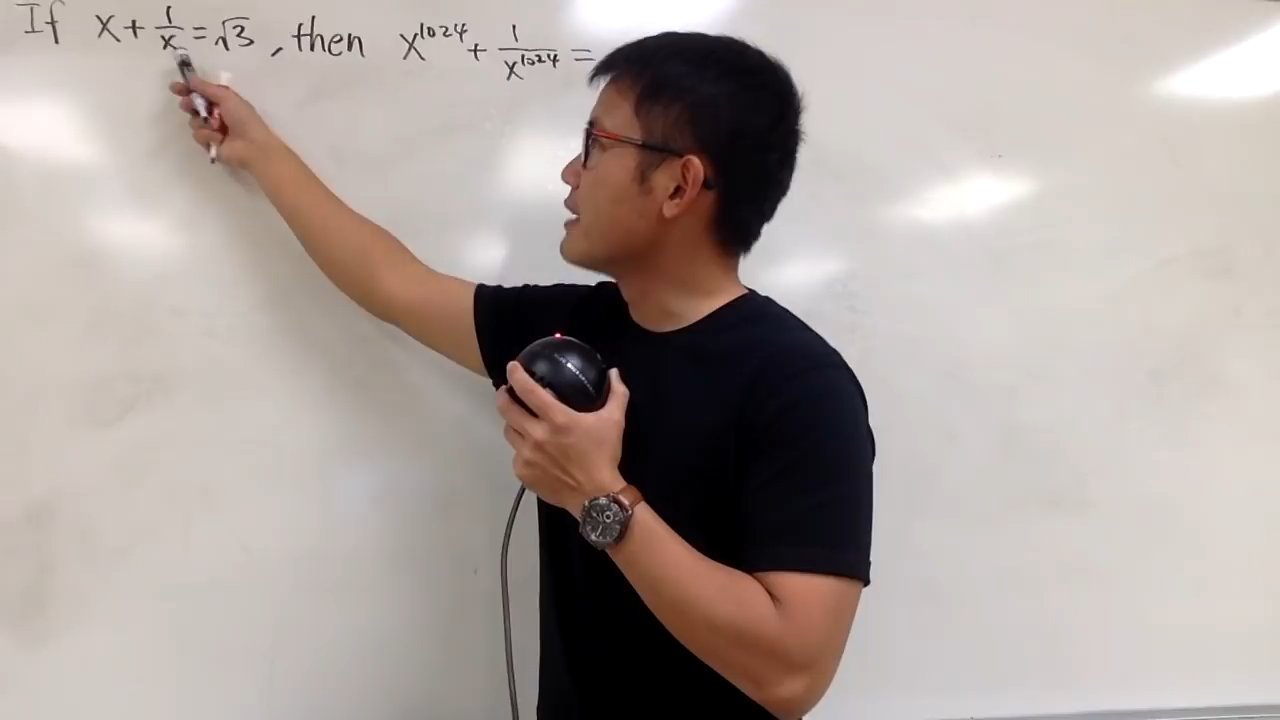 If x + 1/x = √3 , then x^1024 + 1/x^1024 =